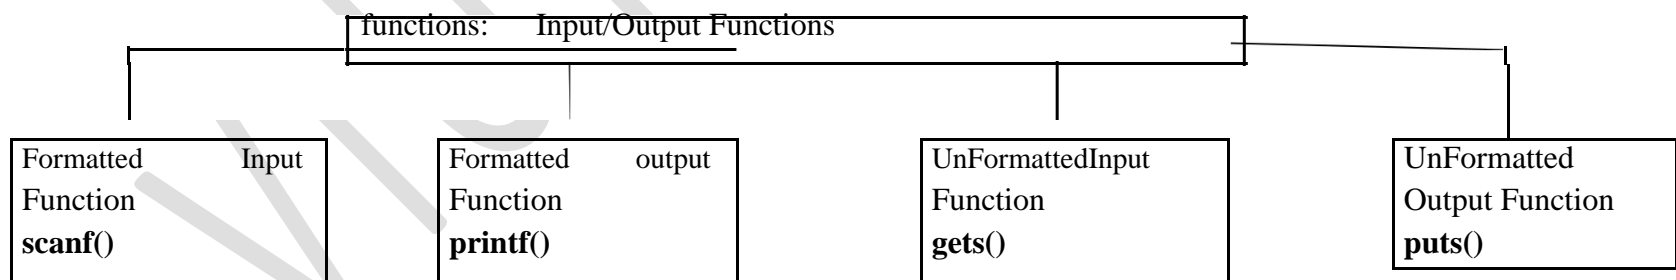 functions: Input/Output Functions
Formatted Input
Function
scanf()
Formatted output
Function
printf()
UnFormattedInput
Function
gets()
UnFormatted
Output Function
puts()